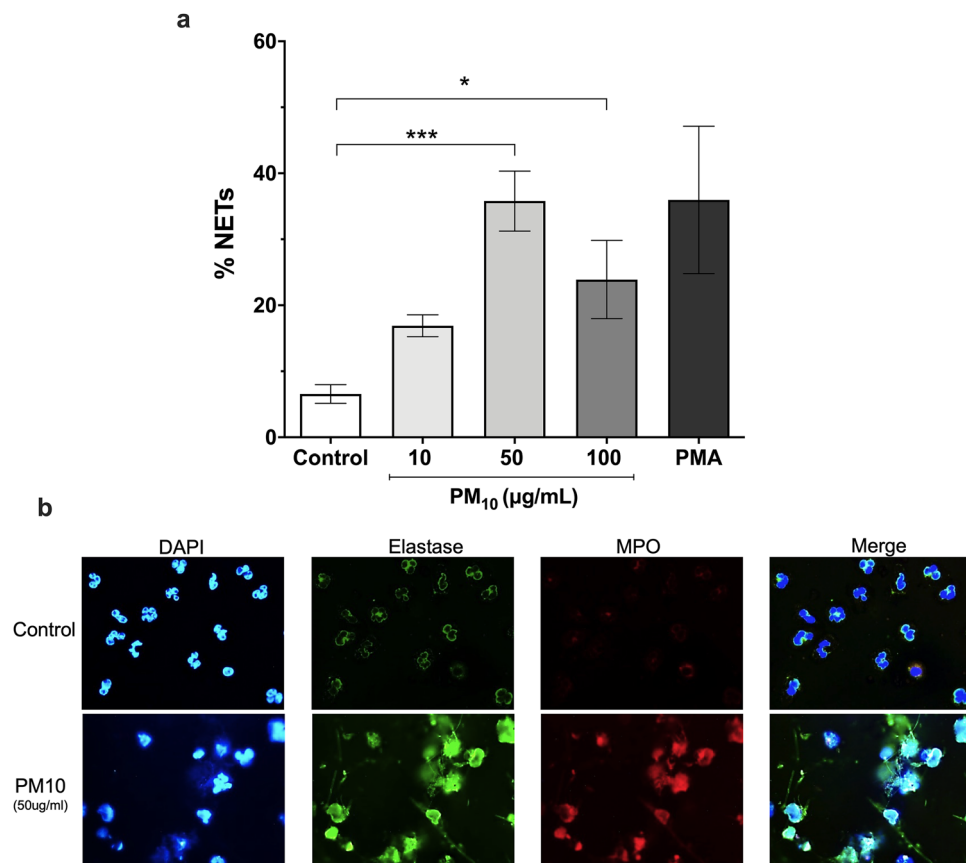 a
60
*
***
40
% NETs
20
0
Control 10 50 100 PMA
PM₁₀ (µg/mL)
b
DAPI Elastase MPO Merge
Control
PM10
(50ug/ml)